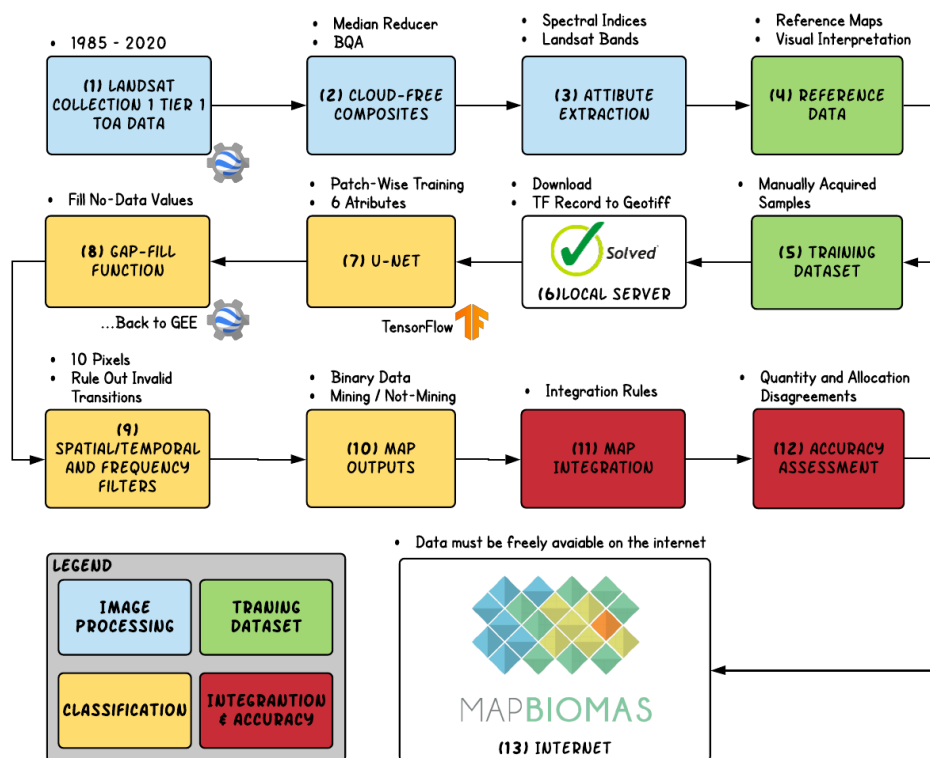 • 1985 - 2020
(1) LANDSAT
COLLECTION 1 TIER 1
TOA DATA
• Median Reducer
• BQA
(2) CLOUD-FREE
COMPOSITES
• Spectral Indices
• Landsat Bands
(3) ATTIBUTE
EXTRACTION
• Reference Maps
• Visual Interpretation
(4) REFERENCE
DATA
• Manually Acquired
Samples
(5) TRAINING
DATASET
• Download
• TF Record to Geotiff
Solved
(6)LOCAL SERVER
• Patch-Wise Training
• 6 Atributes
(7) U-NET
TensorFlow
• Fill No-Data Values
(8) GAP-FILL
FUNCTION
...Back to GEE
• 10 Pixels
• Rule Out Invalid
Transitions
(9)
SPATIAL/TEMPORAL
AND FREQUENCY
FILTERS
• Binary Data
• Mining / Not-Mining
(10) MAP
OUTPUTS
• Integration Rules
(11) MAP
INTEGRATION
• Quantity and Allocation
Disagreements
(12) ACCURACY
ASSESSMENT
LEGEND
IMAGE
PROCESSING
TRANING
DATASET
CLASSIFICATION
INTEGRANTION
& ACCURACY
• Data must be freely avaiable on the internet
MAPBIOMAS
(13) INTERNET